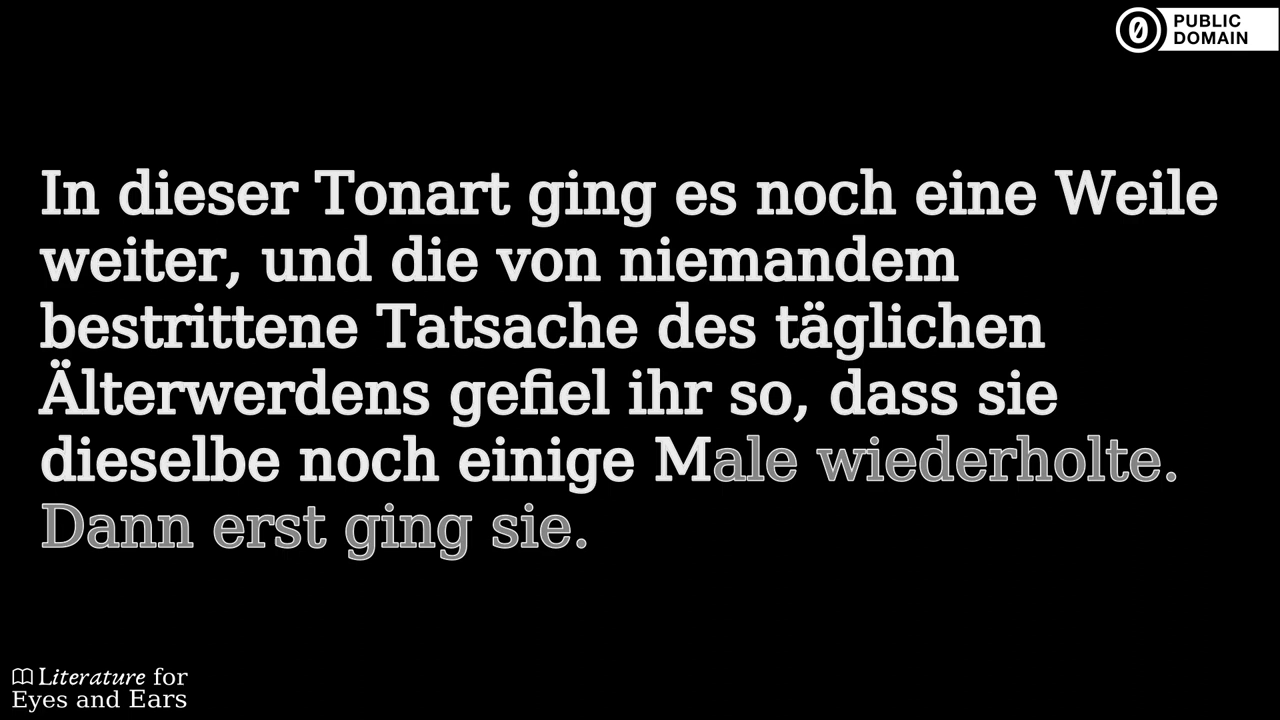 PUBLIC
DOMAIN
In dieser Tonart ging es noch eine Weile
weiter, und die von niemandem
bestrittene Tatsache des täglichen
Älterwerdens gefiel ihr so, dass sie
dieselbe noch einige Male wiederholte.
Dann erst ging sie.
Literature for
Eyes and Ears